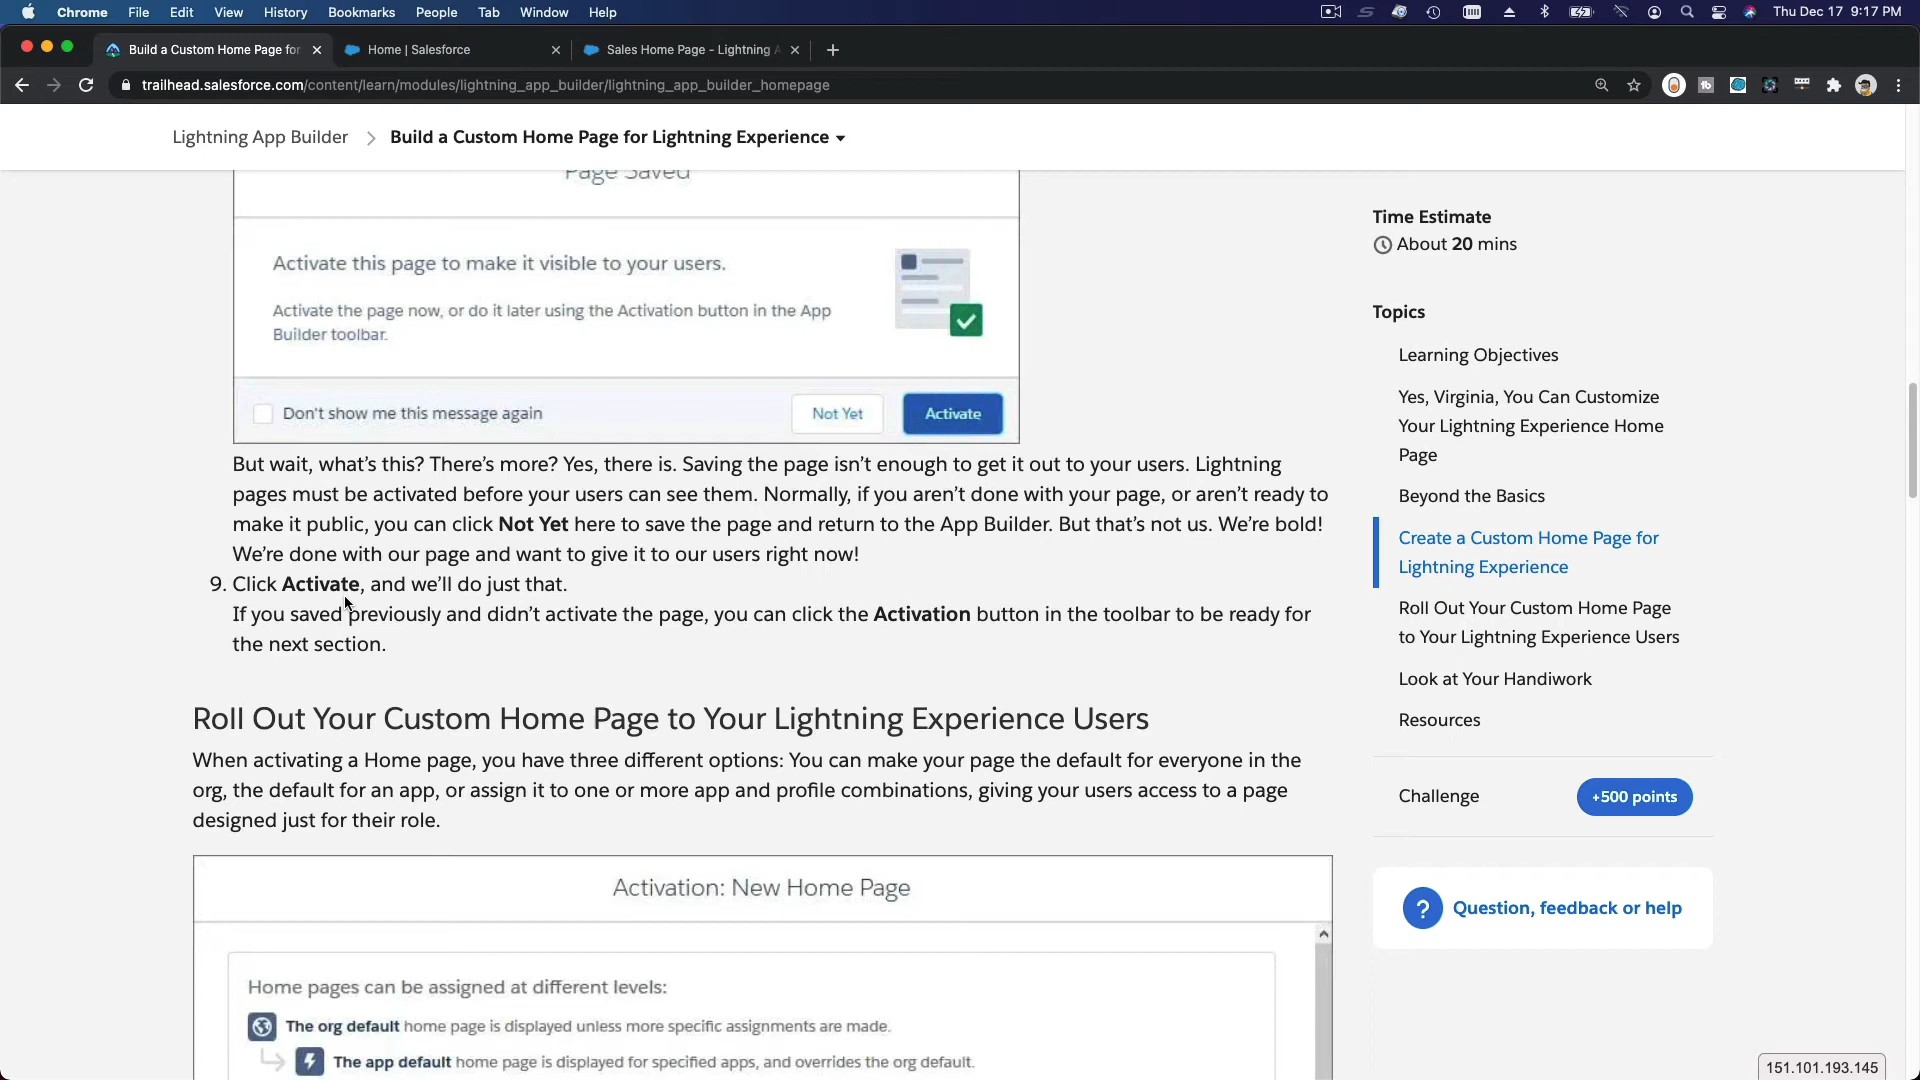 Chrome File Edit View History Bookmarks People Tab Window Help Thu Dec 17 9:17 PM
Build a Custom Home Page for Home | Salesforce Sales Home Page - Lightning A
trailhead.salesforce.com/content/learn/modules/lightning_app_builder/lightning_app_builder_homepage
Lightning App Builder Build a Custom Home Page for Lightning Experience
Page Saved
Activate this page to make it visible to your users.
Activate the page now, or do it later using the Activation button in the App
Builder toolbar.
Don't show me this message again Not Yet Activate
But wait, what's this? There's more? Yes, there is. Saving the page isn't enough to get it out to your users. Lightning
pages must be activated before your users can see them. Normally, if you aren't done with your page, or aren't ready to
make it public, you can click Not Yet here to save the page and return to the App Builder. But that's not us. We're bold!
We're done with our page and want to give it to our users right now!
9. Click Activate, and we'll do just that.
If you saved previously and didn't activate the page, you can click the Activation button in the toolbar to be ready for
the next section.
Roll Out Your Custom Home Page to Your Lightning Experience Users
When activating a Home page, you have three different options: You can make your page the default for everyone in the
org, the default for an app, or assign it to one or more app and profile combinations, giving your users access to a page
designed just for their role.
Activation: New Home Page
Home pages can be assigned at different levels:
The org default home page is displayed unless more specific assignments are made.
The app default home page is displayed for specified apps, and overrides the org default.
Time Estimate
About 20 mins
Topics
Learning Objectives
Yes, Virginia, You Can Customize
Your Lightning Experience Home
Page
Beyond the Basics
Create a Custom Home Page for
Lightning Experience
Roll Out Your Custom Home Page
to Your Lightning Experience Users
Look at Your Handiwork
Resources
Challenge +500 points
? Question, feedback or help
151.101.193.145